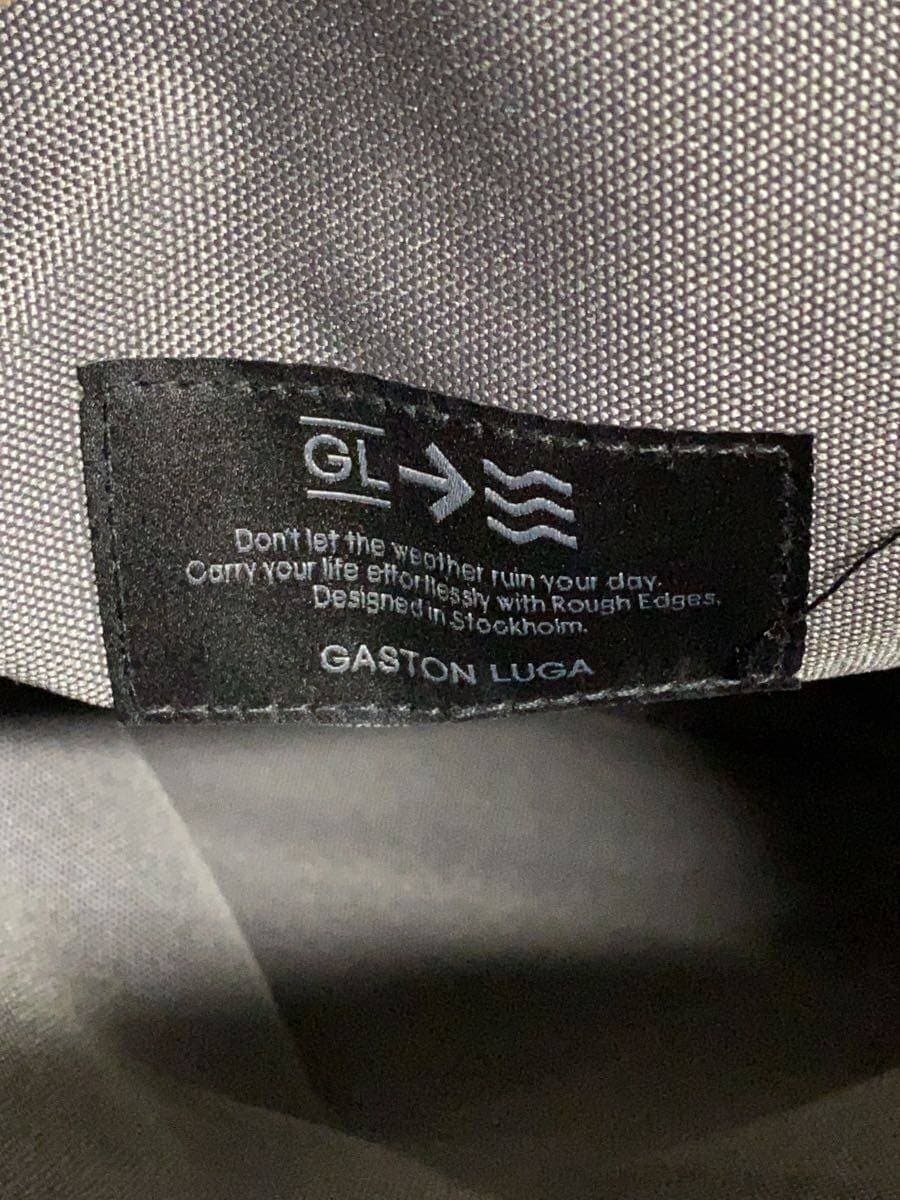 GL
Don't let the weather ruin your day.
Carry your life effortlessly with Rough Edges.
Designed in Stockholm.
GASTON LUGA